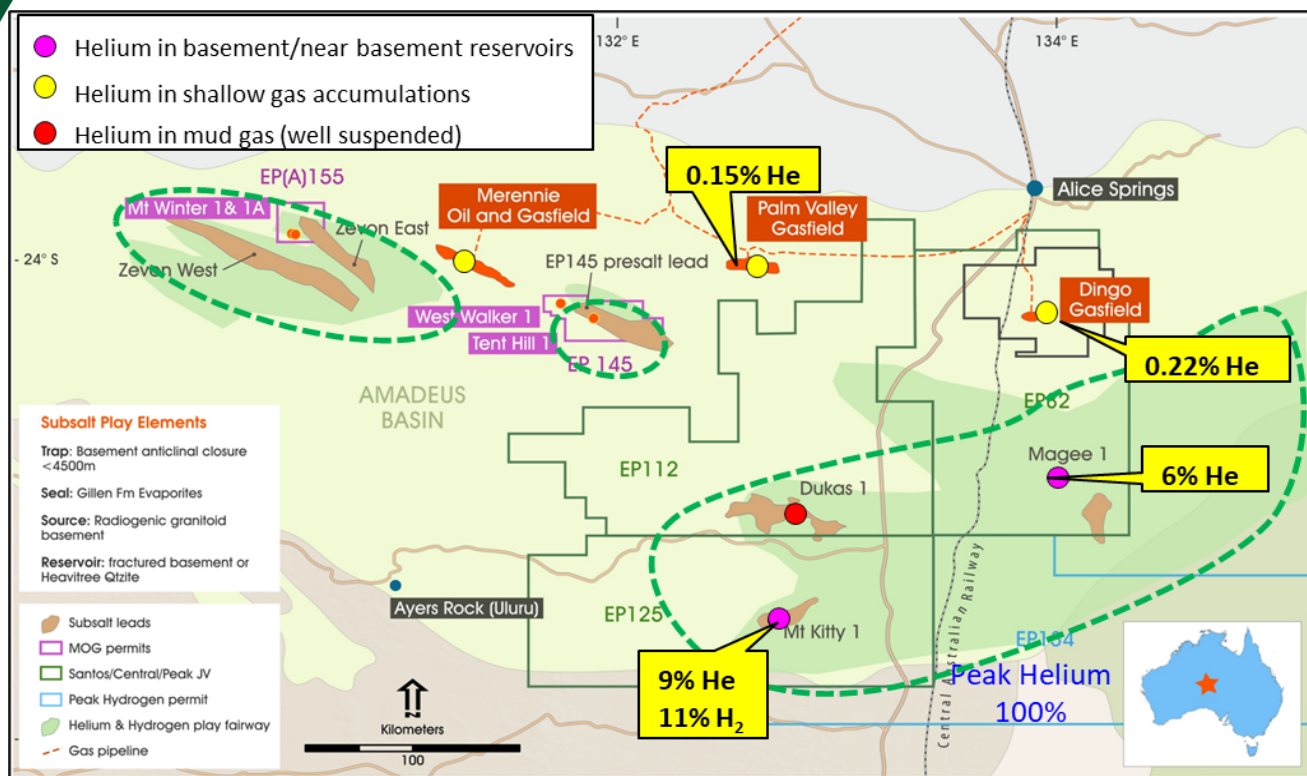 Helium in basement/near basement reservoirs
Helium in shallow gas accumulations
Helium in mud gas (well suspended)
132° E
134° E
- 24° S
EP(A)155
Mt Winter 1 & 1A
Zevon East
Zevon West
Merennie
Oil and Gasfield
0.15% He
Palm Valley
Gasfield
Alice Springs
EP145 presalt lead
West Walker 1
Tent Hill 1
EP 145
Dingo
Gasfield
0.22% He
AMADEUS
BASIN
EP82
EP112
Magee 1
6% He
Dukas 1
Subsalt Play Elements
Trap: Basement anticlinal closure
<4500m
Seal: Gillen Fm Evaporites
Source: Radiogenic granitoid
basement
Reservoir: fractured basement or
Heavitree Qtzite
Ayers Rock (Uluru)
EP125
Mt Kitty 1
9% He
11% H₂
Central Australian Railway
EP134
Peak Helium
100%
Subsalt leads
MOG permits
Santos/Central/Peak JV
Peak Hydrogen permit
Helium & Hydrogen play fairway
Gas pipeline
Kilometers
100